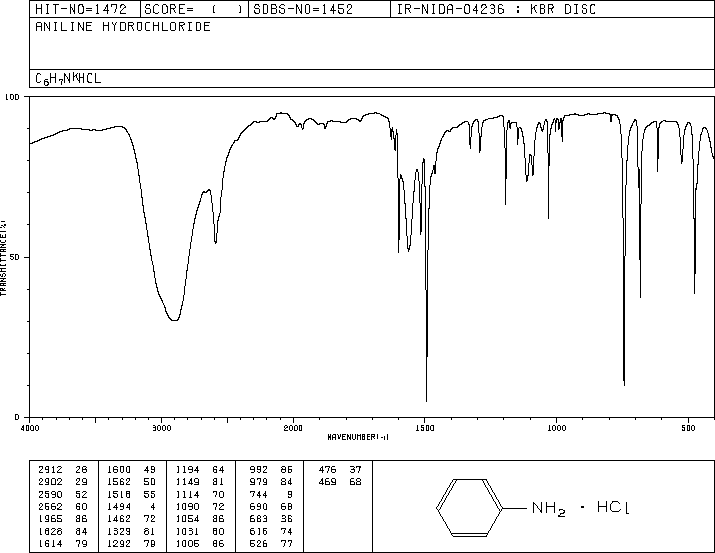 HIT-NO=1472 SCORE= ( ) SDBS-NO=1452 IR-NIDA-04236 : KBR DISC
ANILINE HYDROCHLORIDE
C6H7NKHCL
100
50
0
TRANSMITTANCE(%)
4000 3000 2000 1500 1000 500
WAVENUMBER(-1)
2912 28 1600 49 1194 64 992 86 476 37
2902 29 1562 50 1149 81 979 84 469 68
2590 52 1518 55 1114 70 744 9
2562 60 1494 4 1090 72 690 68
1965 86 1462 72 1054 86 683 36
1628 84 1329 81 1031 60 616 74
1614 79 1292 79 1005 86 526 77
NH2 · HCl